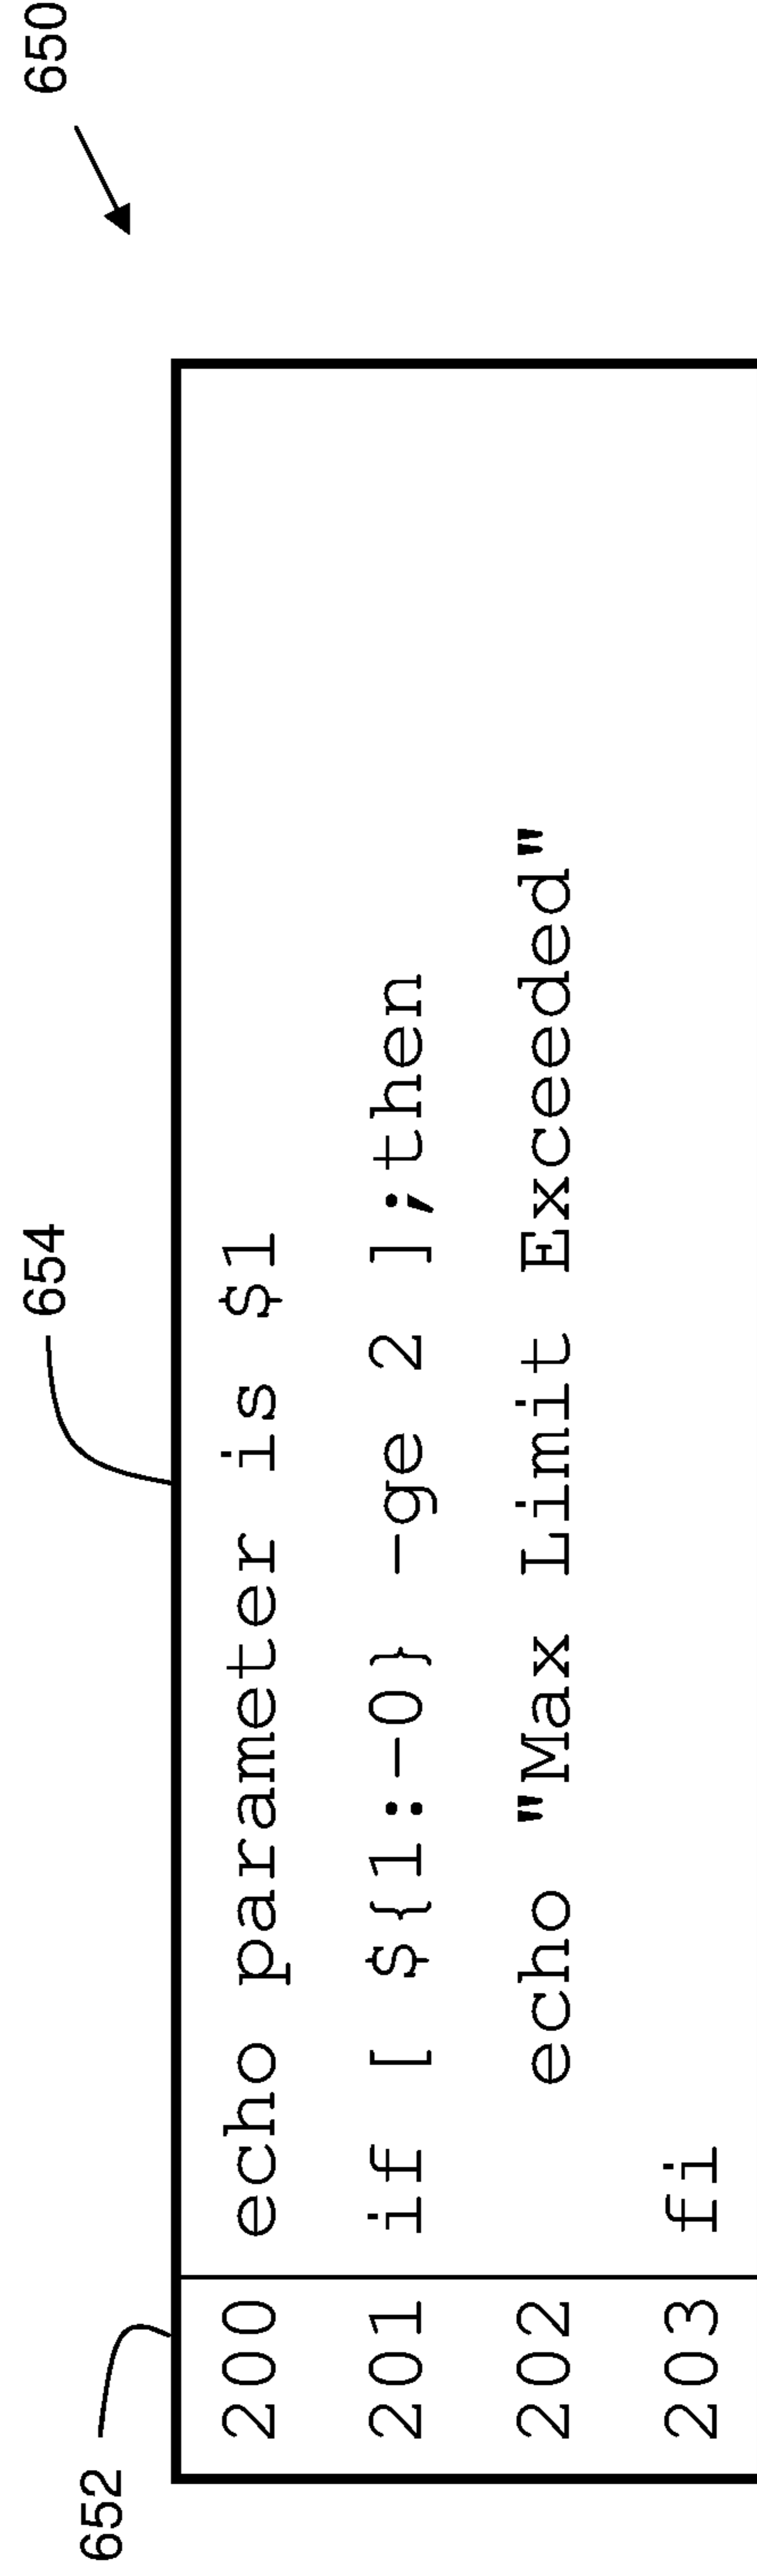 650
652
654
200 echo parameter is $1
201 if [ ${1:-0} -ge 2 ];then
202 echo "Max Limit Exceeded"
203 fi